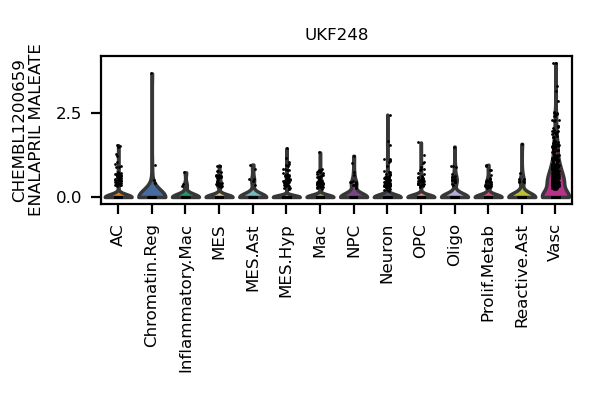 UKF248
CHEMBL1200659
ENALAPRIL MALEATE
2.5
0.0
AC
Chromatin.Reg
Inflammatory.Mac
MES
MES.Ast
MES.Hyp
Mac
NPC
Neuron
OPC
Oligo
Prolif.Metab
Reactive.Ast
Vasc